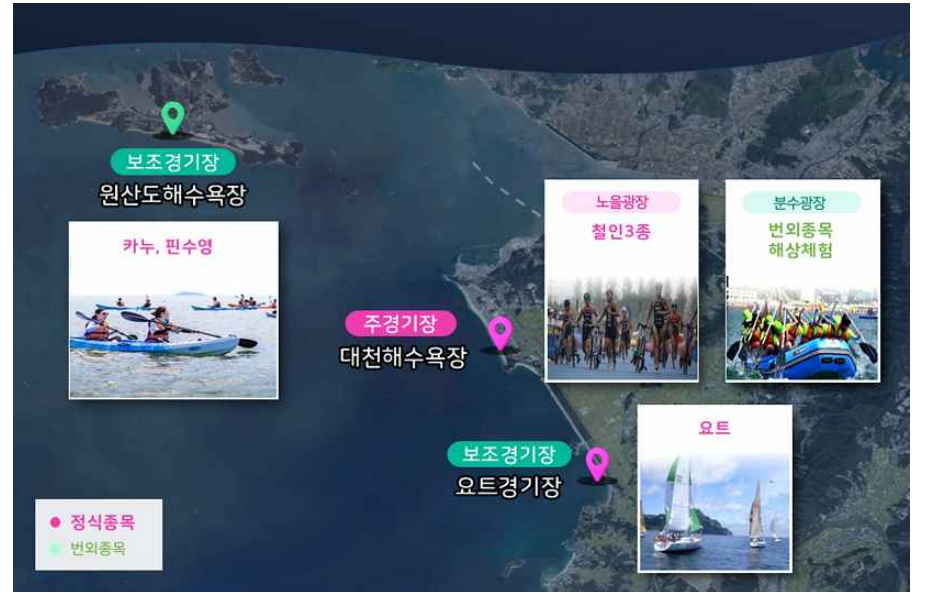 보조경기장
원산도해수욕장
카누, 핀수영
노을광장
철인3종
분수광장
번외종목
해상체험
주경기장
대천해수욕장
보조경기장
요트경기장
요트
정식종목
번외종목